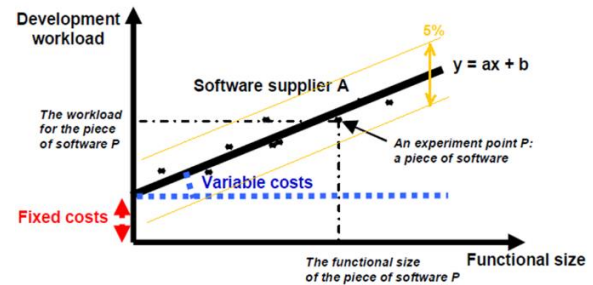 Development
workload
5%
y = ax + b
Software supplier A
The workload
for the piece
of software P
An experiment point P:
a piece of software
Variable costs
Fixed costs
Functional size
The functional size
of the piece of software P